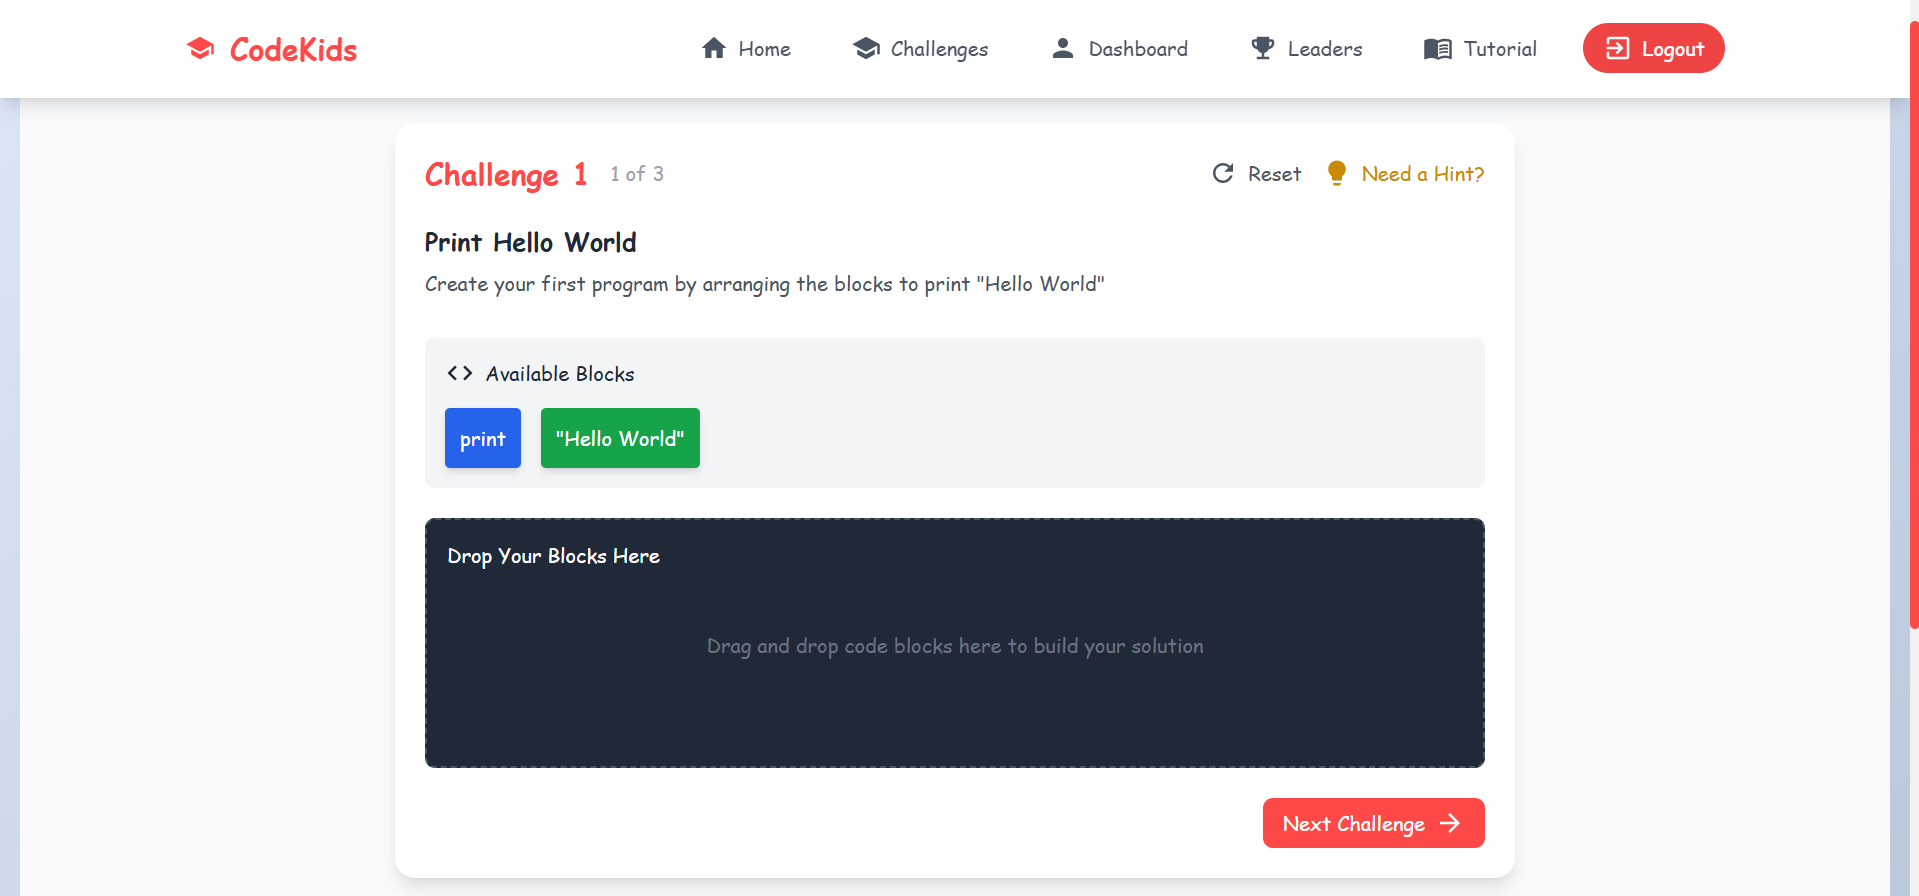 CodeKids
Home
Challenges
Dashboard
Leaders
Tutorial
Logout
Challenge 1
1 of 3
Reset
Need a Hint?
Print Hello World
Create your first program by arranging the blocks to print "Hello World"
Available Blocks
print
"Hello World"
Drop Your Blocks Here
Drag and drop code blocks here to build your solution
Next Challenge